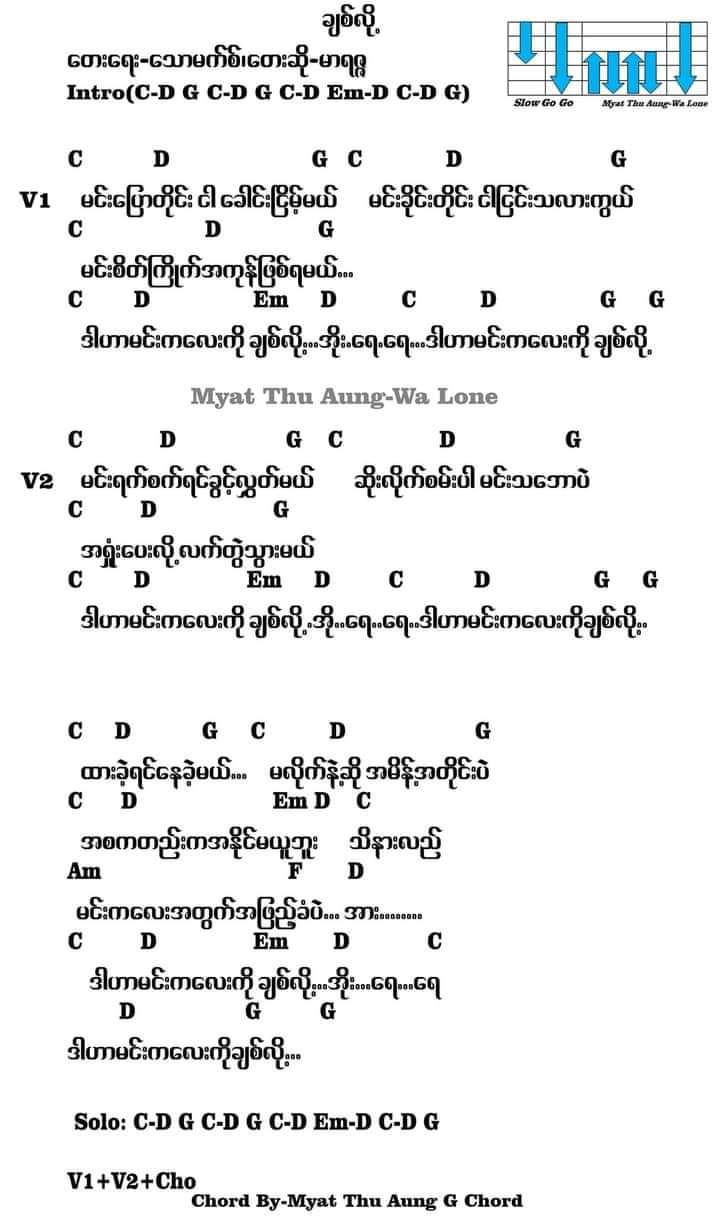 ချစ်လို့
တေးရေး-သောမက်စ်၊တေးဆို-မာရဇ္ဇ
Intro(C-D G C-D G C-D Em-D C-D G)
Slow Go Go Myat Thu Aung-Wa Lone
C D G C D G
V1 မင်းပြောတိုင်း ငါ ခေါင်းငြိမ့်မယ် မင်းခိုင်းတိုင်း ငါငြင်းသလားကွယ်
C D G
မင်းစိတ်ကြိုက်အကုန်ဖြစ်ရမယ်...
C D Em D C D G G
ဒါဟာမင်းကလေးကို ချစ်လို့...အိုး.ရေ.ရေ...ဒါဟာမင်းကလေးကို ချစ်လို့
Myat Thu Aung-Wa Lone
C D G C D G
V2 မင်းရက်စက်ရင်ခွင့်လွှတ်မယ် ဆိုးလိုက်စမ်းပါ မင်းသဘောပဲ
C D G
အရှုံးပေးလို့ လက်တွဲသွားမယ်
C D Em D C D G G
ဒါဟာမင်းကလေးကို ချစ်လို့.အို..ရေ..ရေ..ဒါဟာမင်းကလေးကိုချစ်လို့..
C D G C D G
ထားခဲ့ရင်နေခဲ့မယ်... မလိုက်နဲ့ဆို အမိန့်အတိုင်းပဲ
C D Em D C
အစကတည်းကအနိုင်မယူဘူး သိနားလည်
Am F D
မင်းကလေးအတွက်အဖြည့်ခံပဲ... အား.........
C D Em D C
ဒါဟာမင်းကလေးကို ချစ်လို့...အိုး...ရေ...ရေ
D G G
ဒါဟာမင်းကလေးကိုချစ်လို့...
Solo: C-D G C-D G C-D Em-D C-D G
V1+V2+Cho
Chord By-Myat Thu Aung G Chord